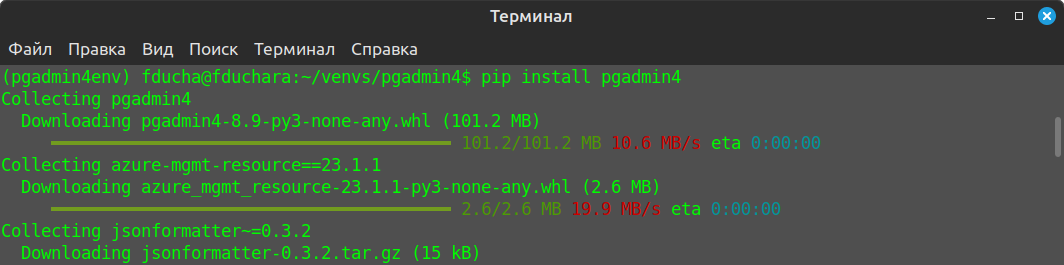 Терминал
Файл Правка Вид Поиск Терминал Справка
(pgadmin4env) fducha@fduchara:~/venvs/pgadmin4$ pip install pgadmin4
Collecting pgadmin4
Downloading pgadmin4-8.9-py3-none-any.whl (101.2 MB)
101.2/101.2 MB 10.6 MB/s eta 0:00:00
Collecting azure-mgmt-resource==23.1.1
Downloading azure_mgmt_resource-23.1.1-py3-none-any.whl (2.6 MB)
2.6/2.6 MB 19.9 MB/s eta 0:00:00
Collecting jsonformatter~=0.3.2
Downloading jsonformatter-0.3.2.tar.gz (15 kB)